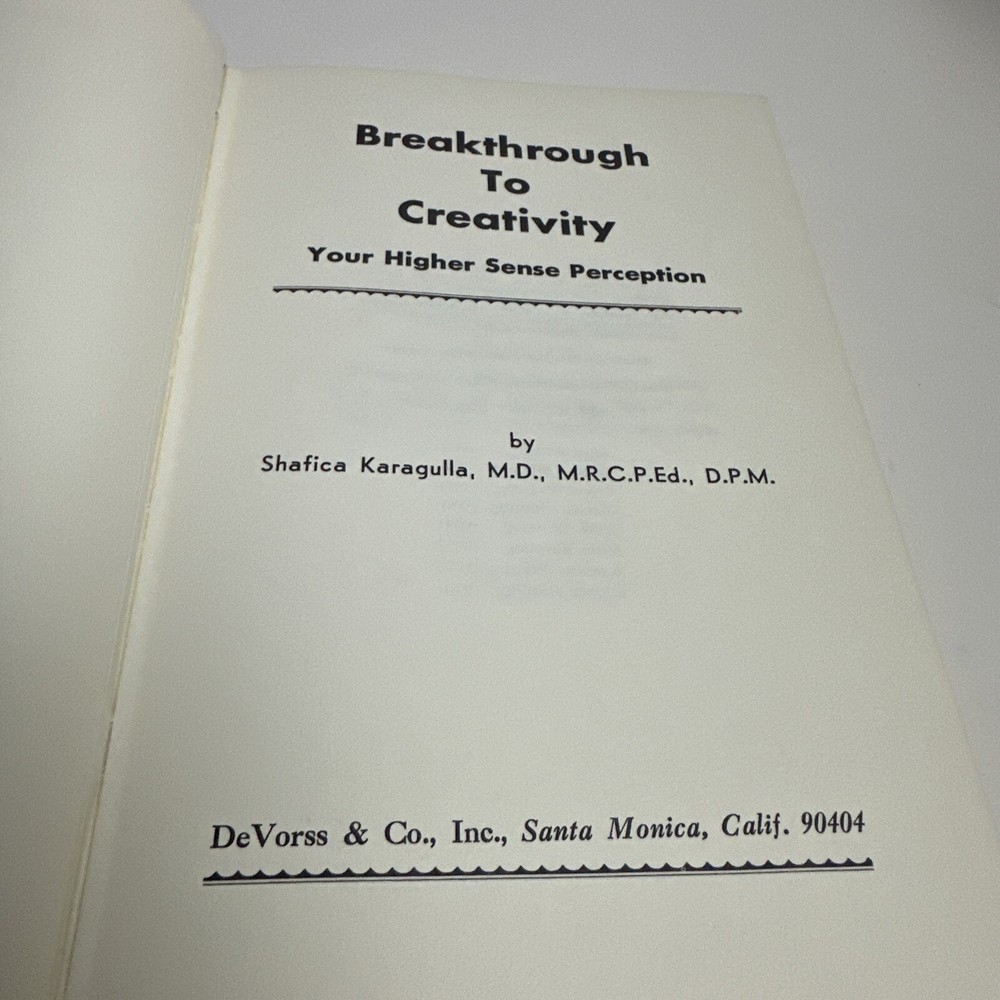 Breakthrough
To
Creativity
Your Higher Sense Perception
by
Shafica Karagulla, M.D., M.R.C.P.Ed., D.P.M.
DeVorss & Co., Inc., Santa Monica, Calif. 90404